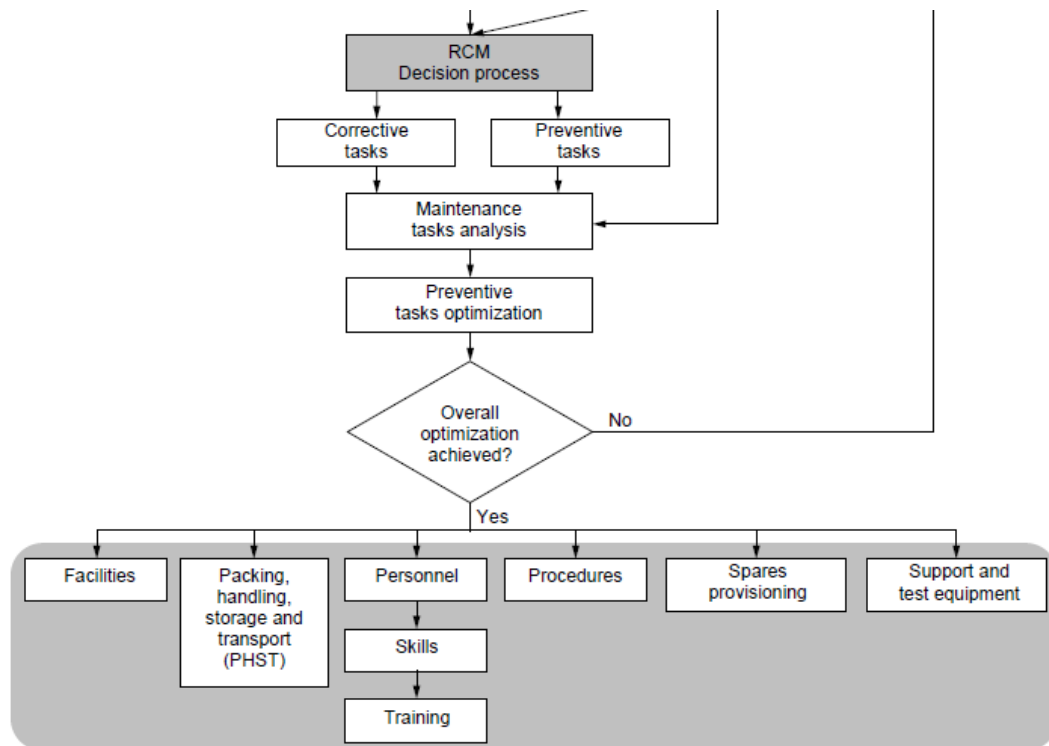 RCM
Decision process
Corrective
tasks
Preventive
tasks
Maintenance
tasks analysis
Preventive
tasks optimization
Overall
optimization
achieved?
No
Yes
Facilities
Packing,
handling,
storage and
transport
(PHST)
Personnel
Procedures
Spares
provisioning
Support and
test equipment
Skills
Training